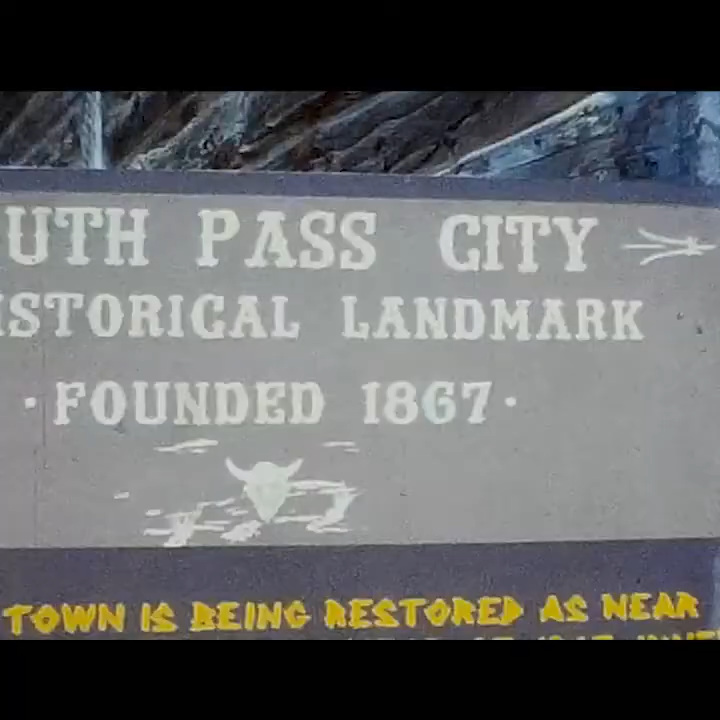 UTH PASS CITY
ISTORICAL LANDMARK
·FOUNDED 1867·
TOWN IS BEING RESTORED AS NEAR